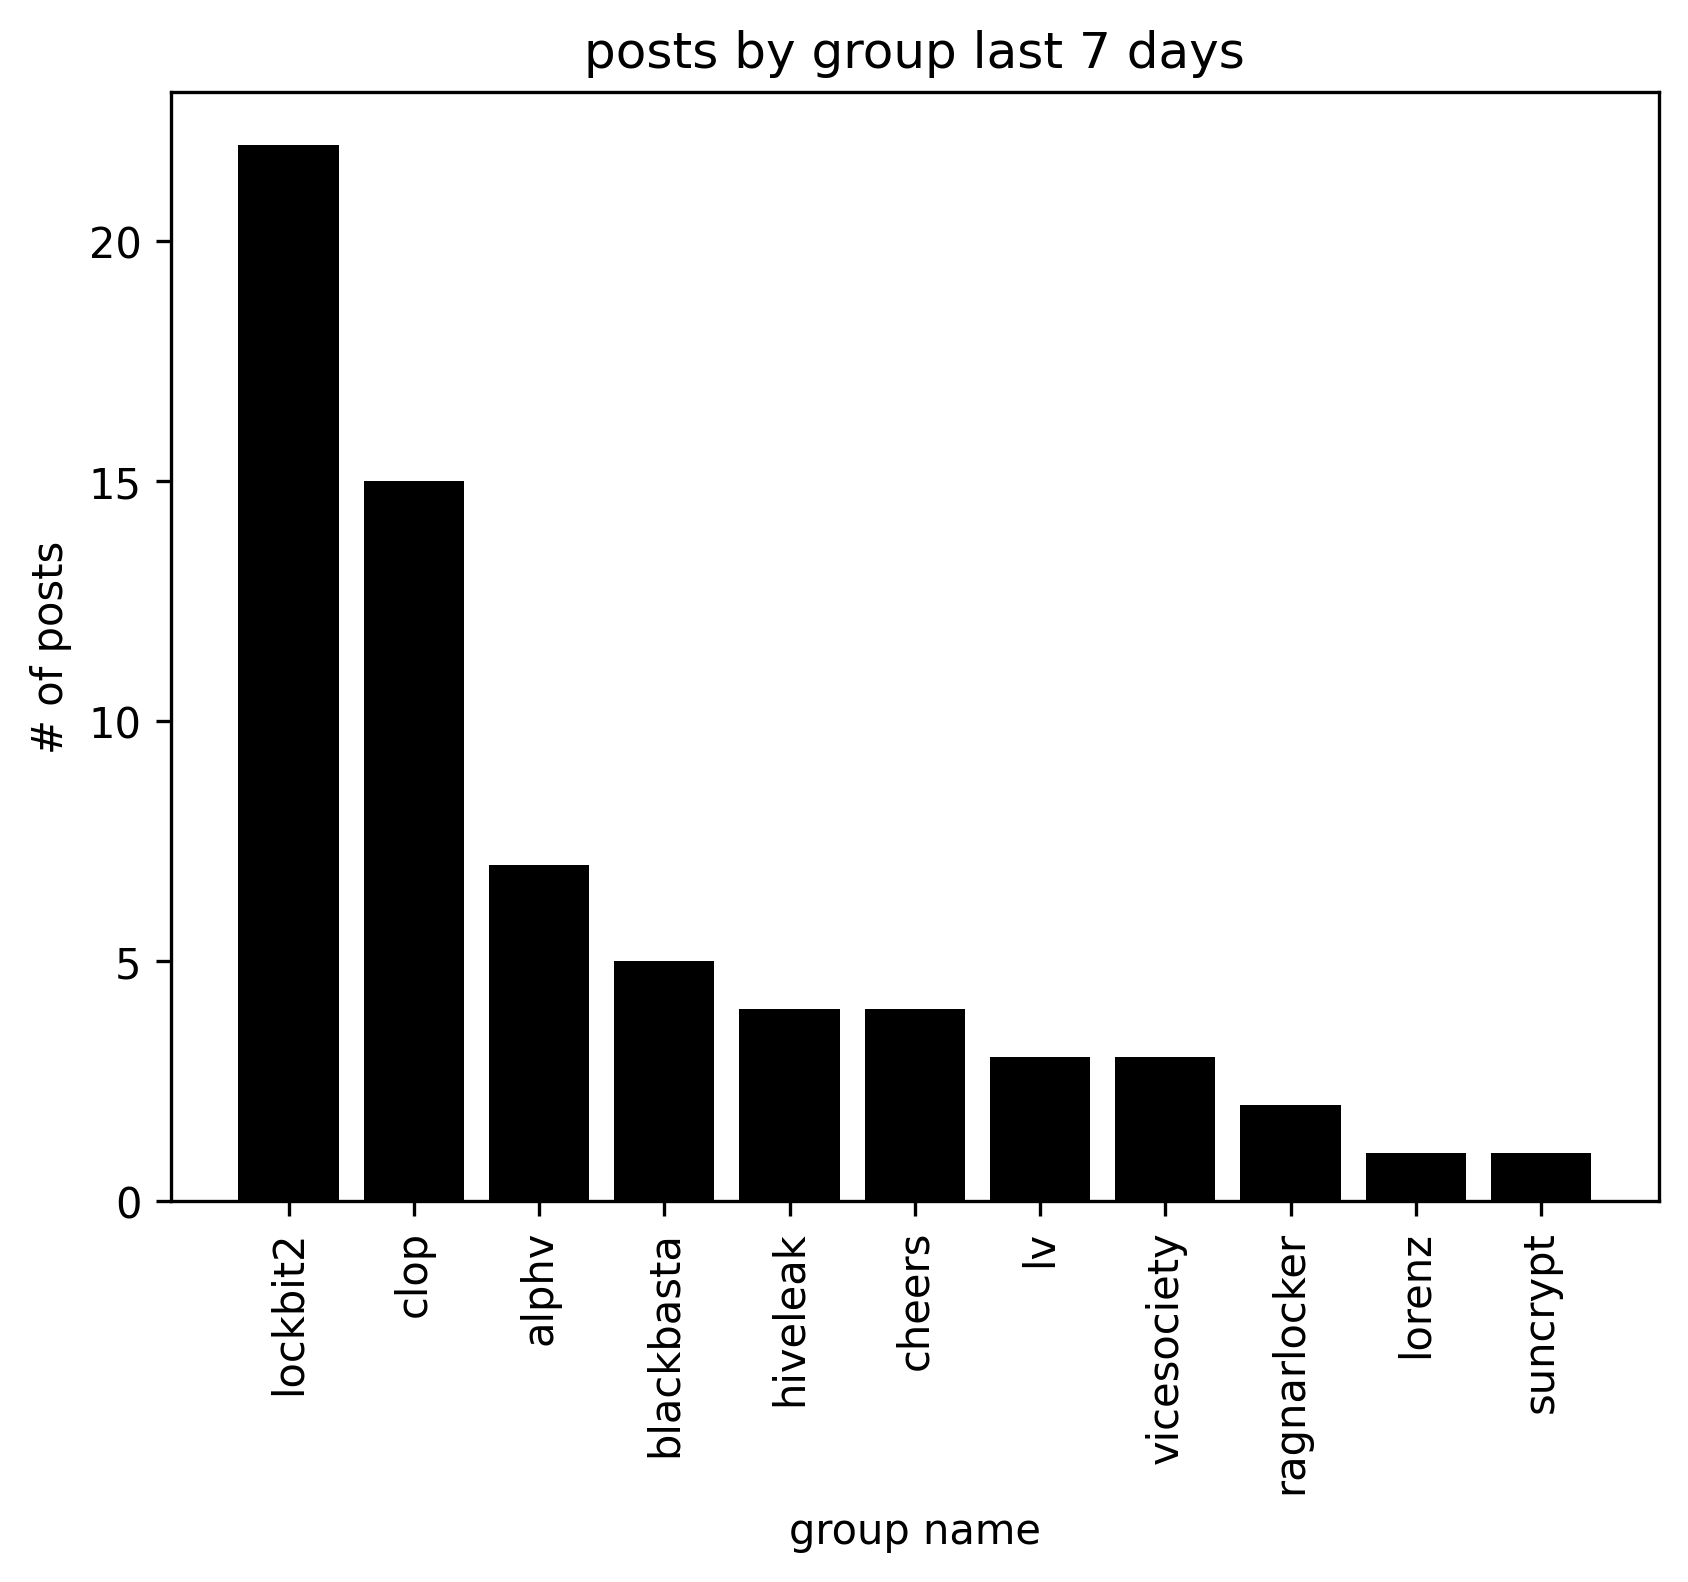 posts by group last 7 days
# of posts
20
15
10
5
0
lockbit2
clop
alphv
blackbasta
hiveleak
cheers
lv
vicesociety
ragnarlocker
lorenz
suncrypt
group name